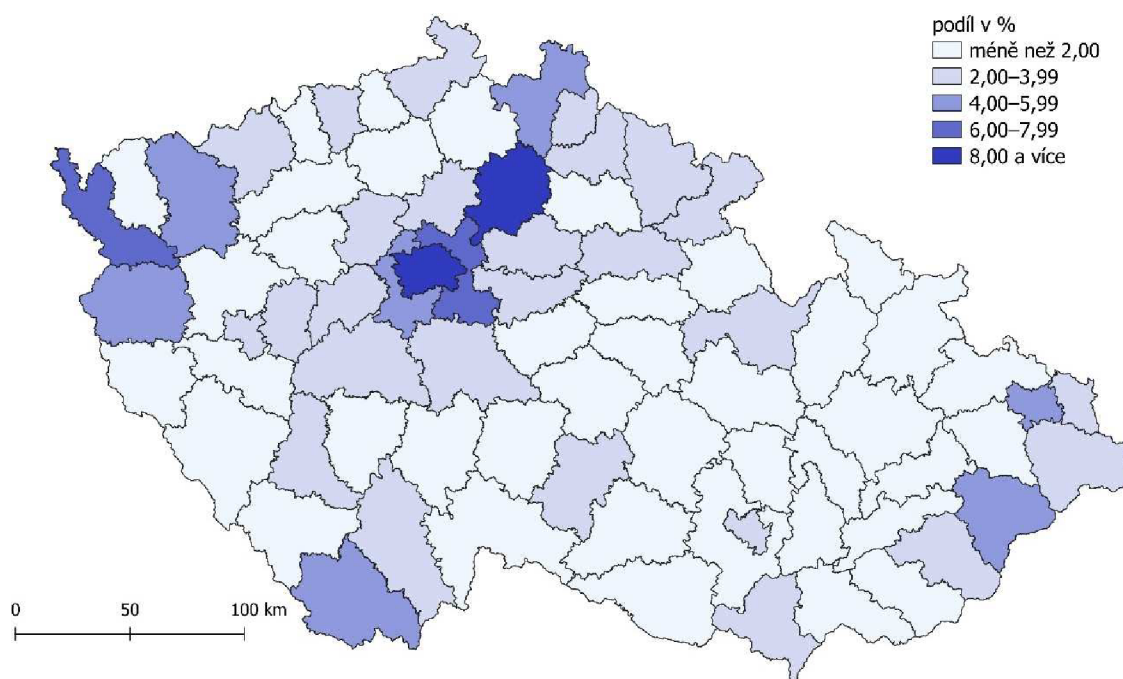 podíl v %
méně než 2,00
2,00–3,99
4,00–5,99
6,00–7,99
8,00 a více
0 50 100 km